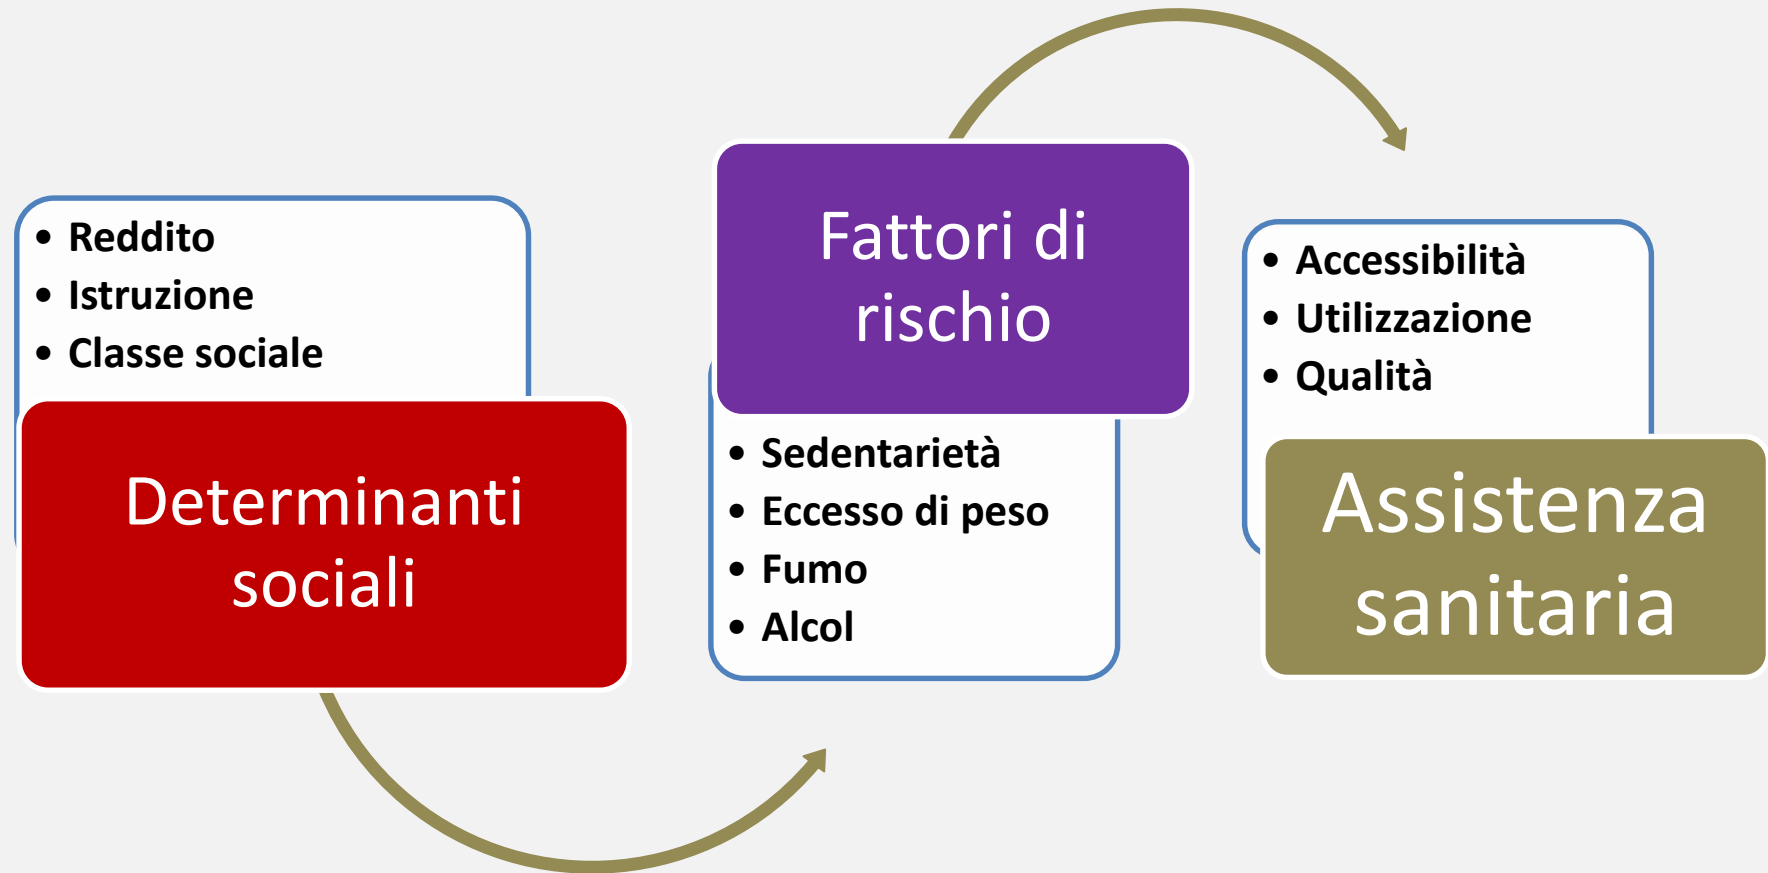 • Reddito
• Istruzione
• Classe sociale
Determinanti
sociali
Fattori di
rischio
• Sedentarietà
• Eccesso di peso
• Fumo
• Alcol
• Accessibilità
• Utilizzazione
• Qualità
Assistenza
sanitaria